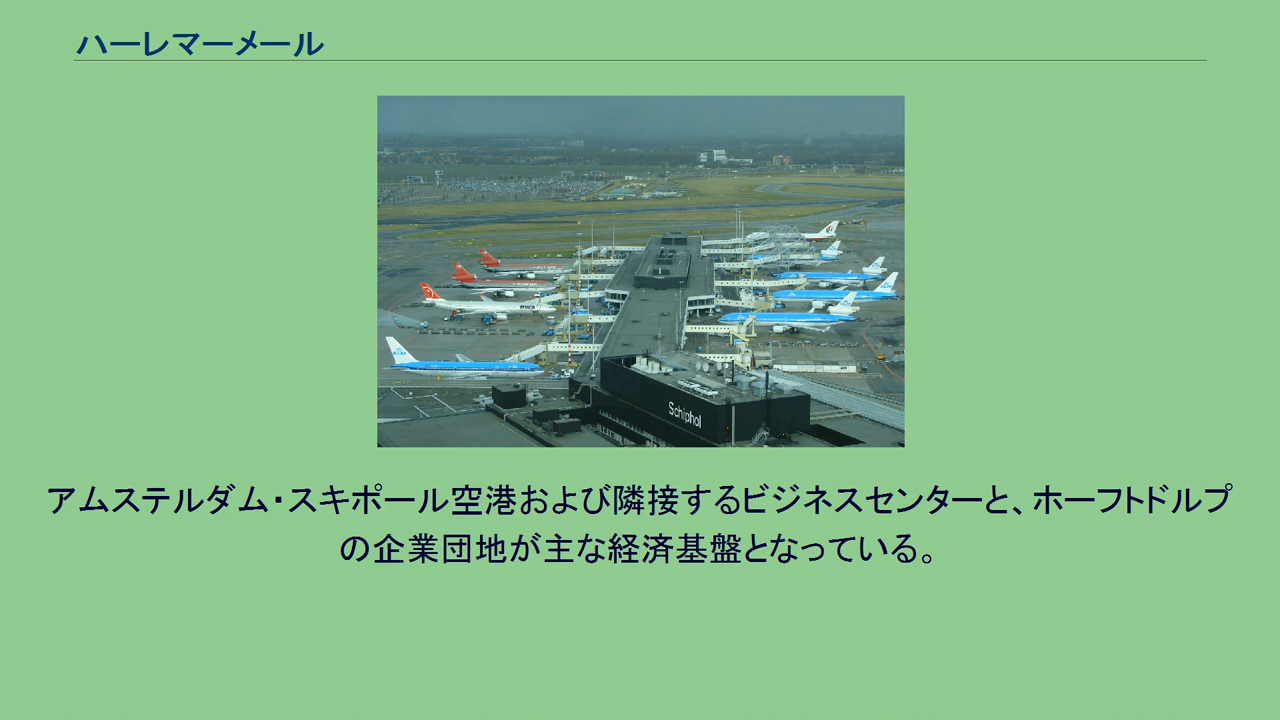 ハーレマーメール
Schiphol
アムステルダム・スキポール空港および隣接するビジネスセンターと、ホーフトドルプ
の企業団地が主な経済基盤となっている。